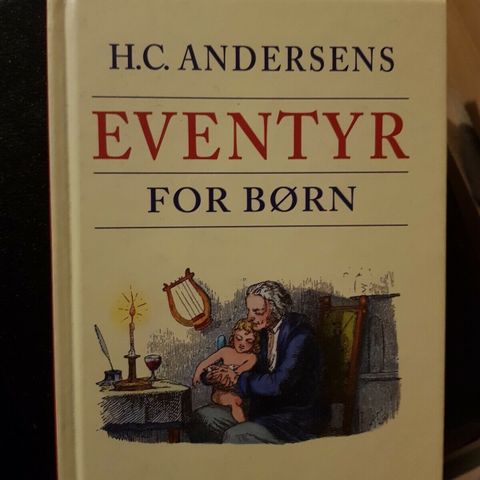 H.C. ANDERSENS
EVENTYR
FOR BØRN